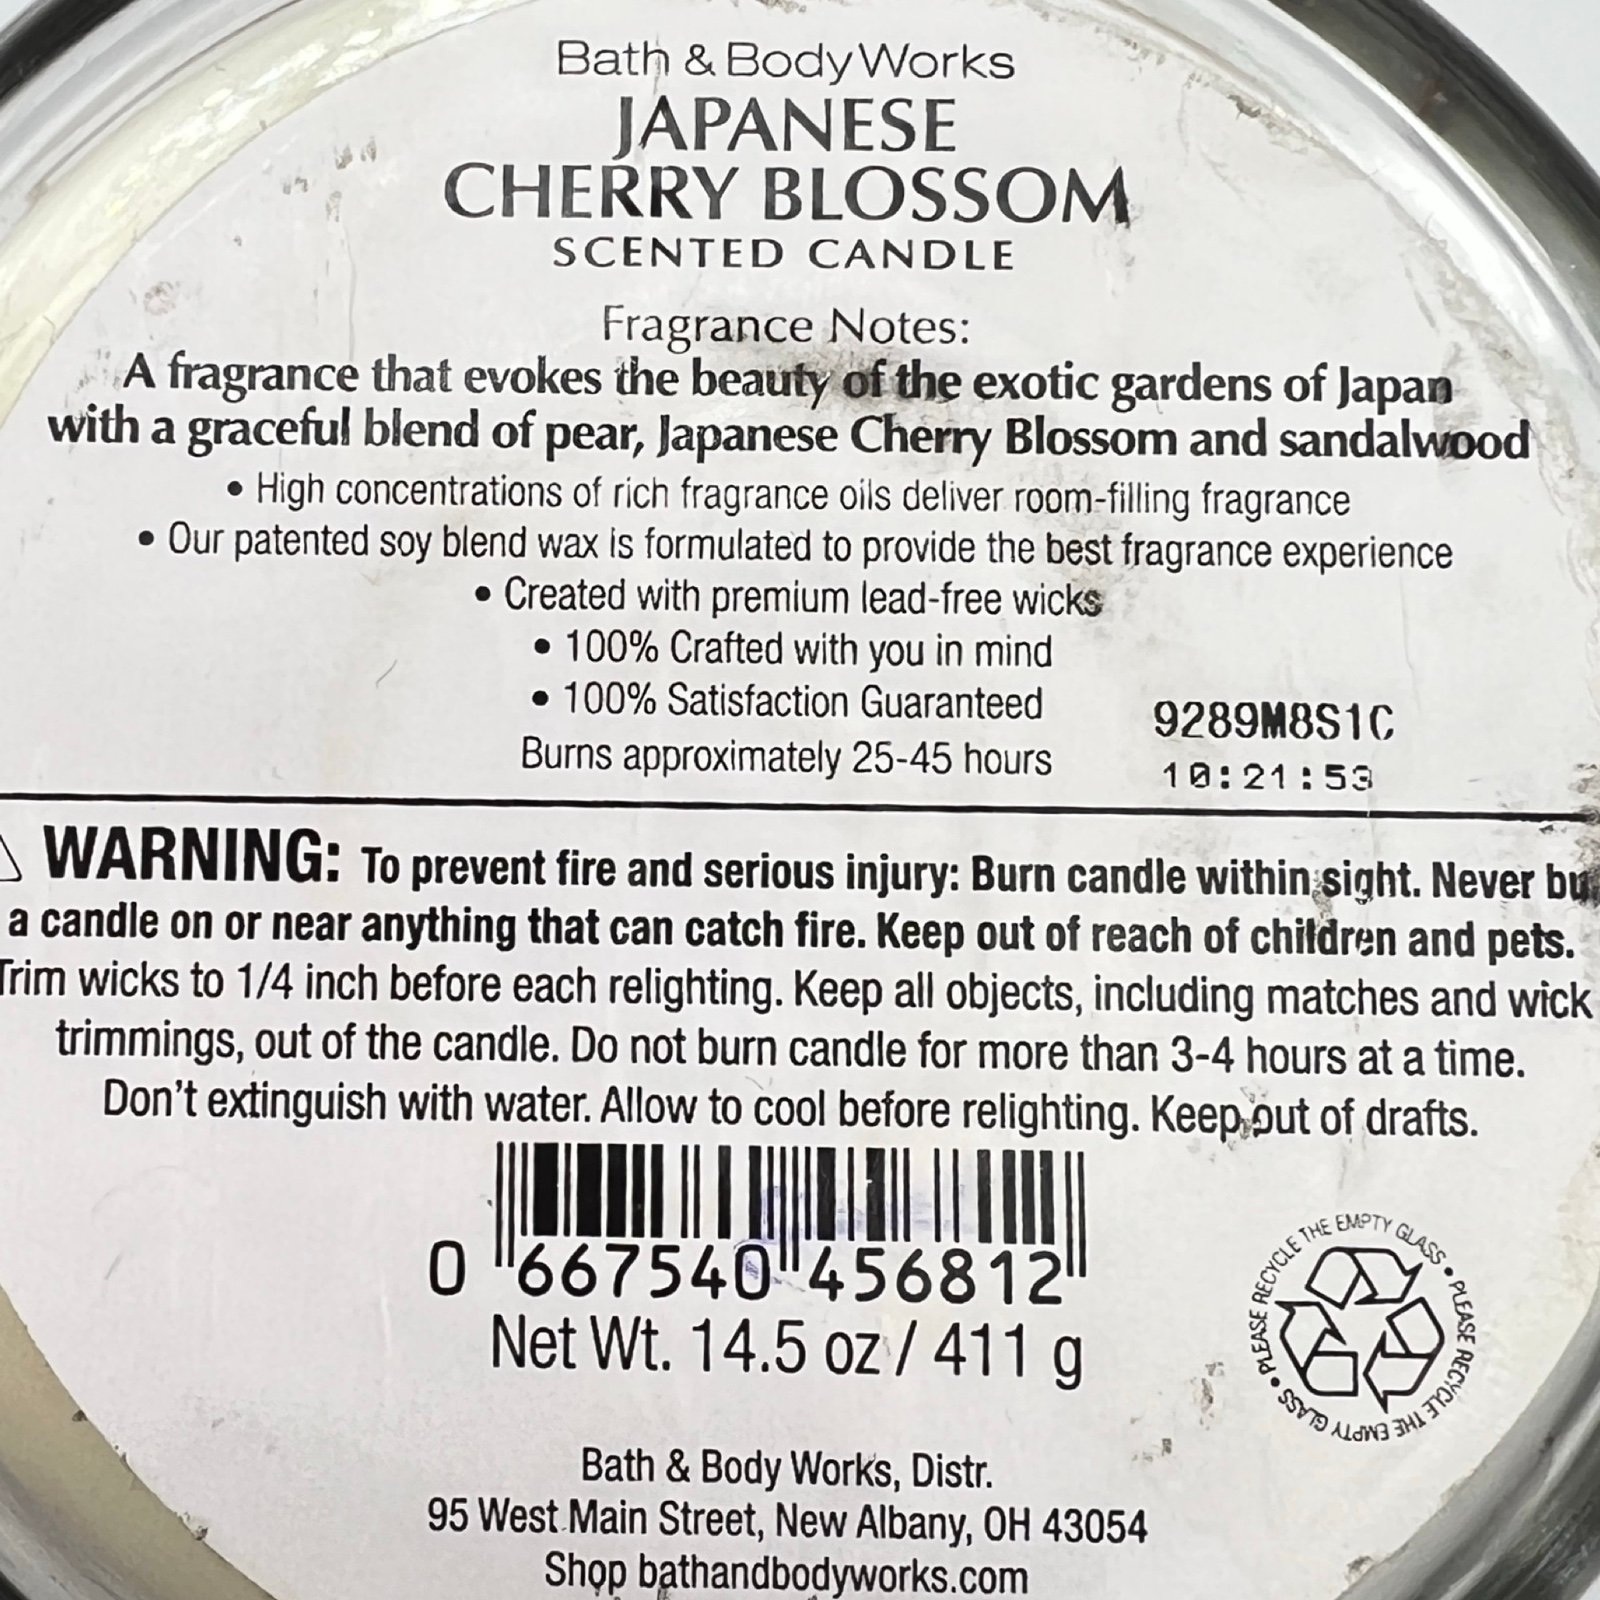 Bath & Body Works
JAPANESE
CHERRY BLOSSOM
SCENTED CANDLE
Fragrance Notes:
A fragrance that evokes the beauty of the exotic gardens of Japan
with a graceful blend of pear, Japanese Cherry Blossom and sandalwood
• High concentrations of rich fragrance oils deliver room-filling fragrance
• Our patented soy blend wax is formulated to provide the best fragrance experience
• Created with premium lead-free wicks
• 100% Crafted with you in mind
• 100% Satisfaction Guaranteed
Burns approximately 25-45 hours
9289M8S1C
10:21:53
⚠ WARNING: To prevent fire and serious injury: Burn candle within sight. Never bu
a candle on or near anything that can catch fire. Keep out of reach of children and pets.
Trim wicks to 1/4 inch before each relighting. Keep all objects, including matches and wick
trimmings, out of the candle. Do not burn candle for more than 3-4 hours at a time.
Don't extinguish with water. Allow to cool before relighting. Keep out of drafts.
0 667540 456812
Net Wt. 14.5 oz / 411 g
PLEASE RECYCLE THE EMPTY GLASS • PLEASE RECYCLE THE EMPTY GLASS •
Bath & Body Works, Distr.
95 West Main Street, New Albany, OH 43054
Shop bathandbodyworks.com